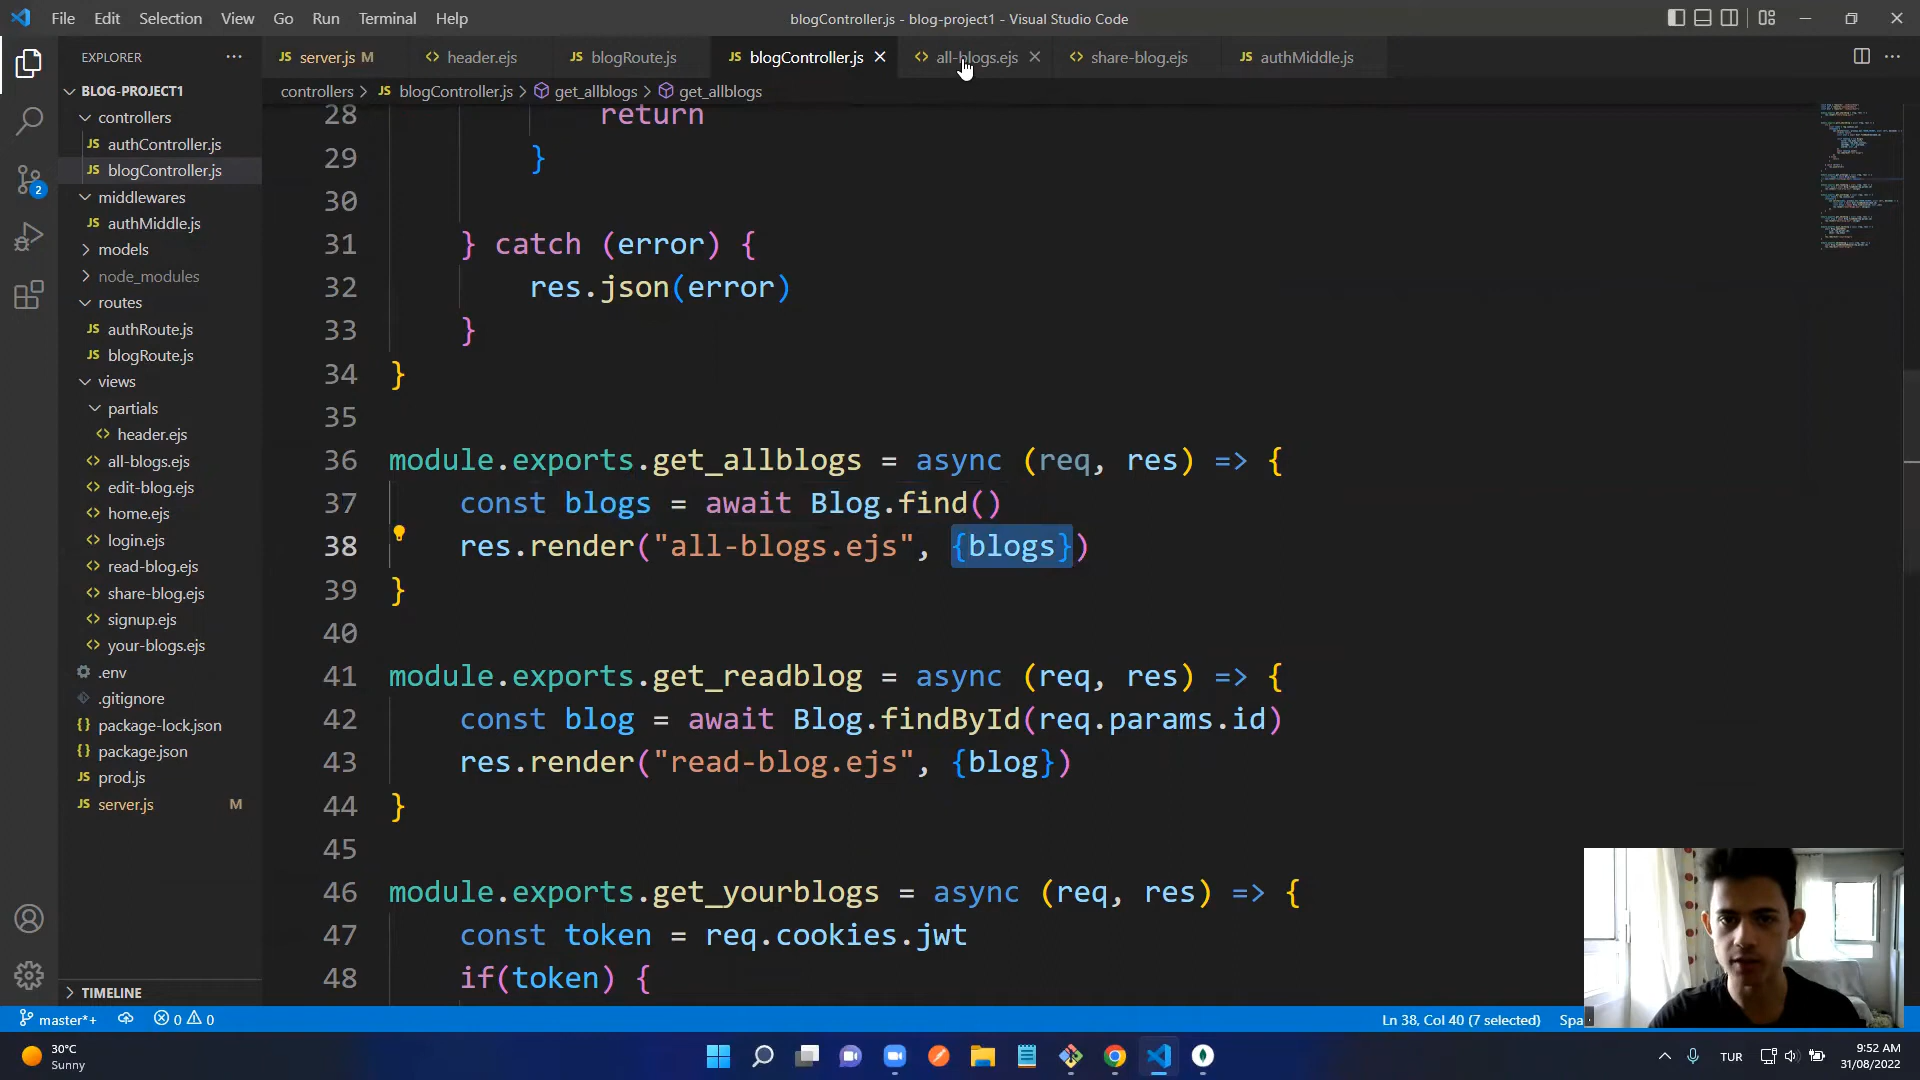 File Edit Selection View Go Run Terminal Help
blogController.js - blog-project1 - Visual Studio Code
EXPLORER
JS server.js M
<> header.ejs
JS blogRoute.js
JS blogController.js
<> all-blogs.ejs
<> share-blog.ejs
JS authMiddle.js
controllers > JS blogController.js > get_allblogs > get_allblogs
BLOG-PROJECT1
controllers
JS authController.js
JS blogController.js
middlewares
JS authMiddle.js
models
node_modules
routes
JS authRoute.js
JS blogRoute.js
views
partials
<> header.ejs
<> all-blogs.ejs
<> edit-blog.ejs
<> home.ejs
<> login.ejs
<> read-blog.ejs
<> share-blog.ejs
<> signup.ejs
<> your-blogs.ejs
.env
.gitignore
{} package-lock.json
{} package.json
JS prod.js
JS server.js M
TIMELINE
2
28 return
29 }
30
31 } catch (error) {
32 res.json(error)
33 }
34 }
35
36 module.exports.get_allblogs = async (req, res) => {
37 const blogs = await Blog.find()
38 res.render("all-blogs.ejs", {blogs})
39 }
40
41 module.exports.get_readblog = async (req, res) => {
42 const blog = await Blog.findById(req.params.id)
43 res.render("read-blog.ejs", {blog})
44 }
45
46 module.exports.get_yourblogs = async (req, res) => {
47 const token = req.cookies.jwt
48 if(token) {
master*+ 0 0
Ln 38, Col 40 (7 selected) Spa
30°C
Sunny
TUR
9:52 AM
31/08/2022